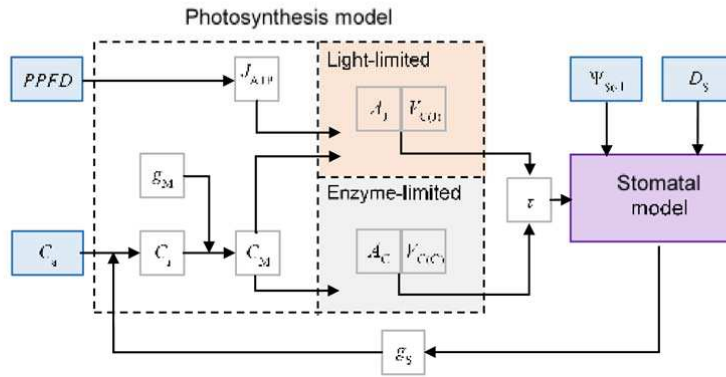 Photosynthesis model
Light-limited
PPFD
J_ATP
Ψ_Soil
D_S
A_J
V_C(J)
g_M
Enzyme-limited
τ
Stomatal
model
C_a
C_i
C_M
A_C
V_C(C)
g_S